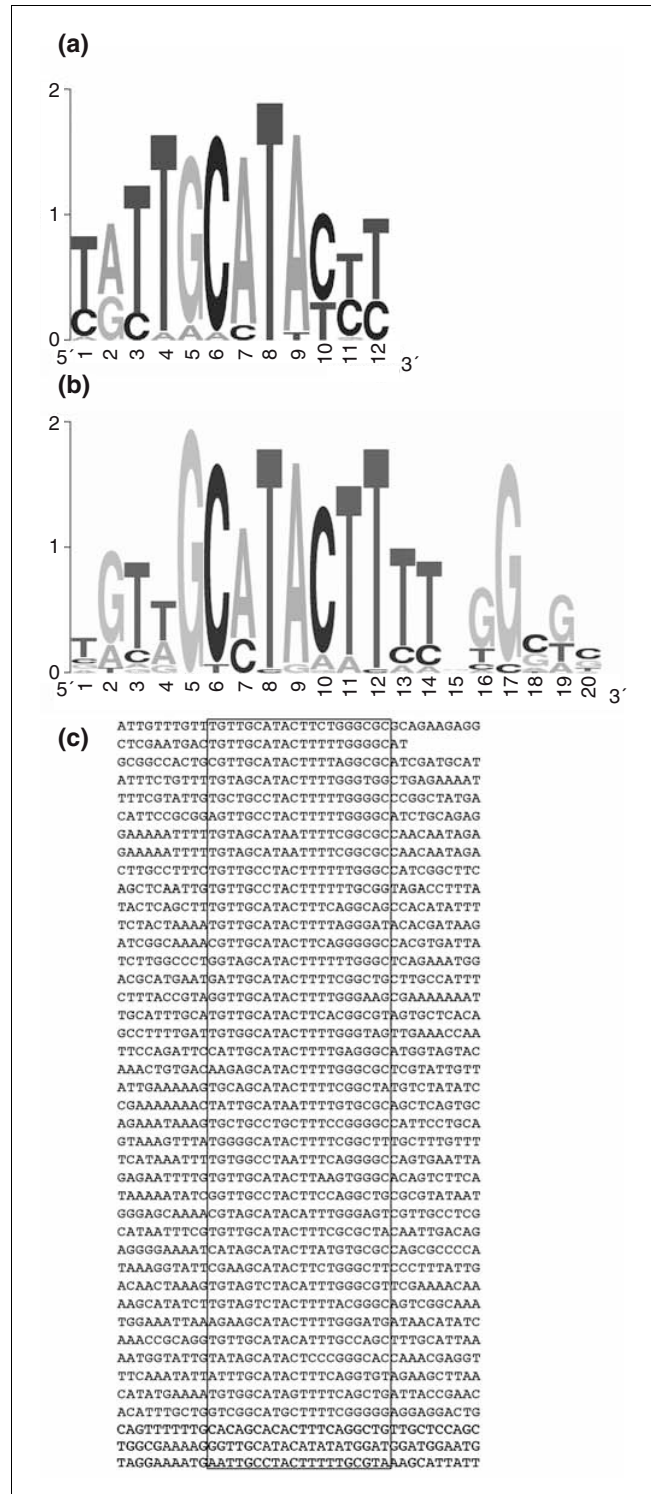 (a)
2
T A T T G C A T A C T T
C G C A A A C T T C C
1
0
5´ 1 2 3 4 5 6 7 8 9 10 11 12 3´
(b)
2
1
0
5´ 1 2 3 4 5 6 7 8 9 10 11 12 13 14 15 16 17 18 19 20 3´
(c)
ATTGTTTGTTTGTTGCATACTTCTGGGCGCGCAGAAGAGG
CTCGAATGACTGTTGCATACTTTTTGGGGCAT
GCGGCCACTGCGTTGCATACTTTTAGGCGCATCGATGCAT
ATTTCTGTTTTGTAGCATACTTTTGGGTGGCTGAGAAAAT
TTTCGTATTGTGCTGCCTACTTTTTGGGGCCCGGCTATGA
CATTCCGCGGAGTTGCCTACTTTTTGGGGCATCTGCAGAG
GAAAAATTTTTGTAGCATAATTTTCGGCGCCAACAATAGA
GAAAAATTTTTGTAGCATAATTTTCGGCGCCAACAATAGA
CTTGCCTTTCTGTTGCCTACTTTTTTGGGCCATCGGCTTC
AGCTCAATTGTGTTGCCTACTTTTTTGCGGTAGACCTTTA
TACTCAGCTTTGTTGCATACTTTCAGGCAGCCACATATTT
TCTACTAAAATGTTGCATACTTTTAGGGATACACGATAAG
ATCGGCAAAACGTTGCATACTTCAGGGGGCCACGTGATTA
TCTTGGCCCTGGTAGCATACTTTTTTGGGCTCAGAAATGG
ACGCATGAATGATTGCATACTTTTCGGCTGCTTGCCATTT
CTTTACCGTAGGTTGCATACTTTTGGGAAGCGAAAAAAAT
TGCATTTGCATGTTGCATACTTCACGGCGTAGTGCTCACA
GCCTTTTGATTGTGGCATACTTTTGGGTAGTTGAAACCAA
TTCCAGATTCCATTGCATACTTTTGAGGGCATGGTAGTAC
AAACTGTGACAAGAGCATACTTTTGGGCGCTCGTATTGTT
ATTGAAAAAGTGCAGCATACTTTTCGGCTATGTCTATATC
CGAAAAAAACTATTGCATAATTTTGTGCGCAGCTCAGTGC
AGAAATAAAGTGCTGCCTGCTTTCCGGGGCCATTCCTGCA
GTAAAGTTTATGGGGCATACTTTTCGGCTTTGCTTTGTTT
TCATAAATTTTGTGGCCTAATTTCAGGGGCCAGTGAATTA
GAGAATTTTGTGTTGCATACTTAAGTGGGCACAGTCTTCA
TAAAAATATCGGTTGCCTACTTCCAGGCTGCGCGTATAAT
GGGAGCAAAACGTAGCATACATTTGGGAGTCGTTGCCTCG
CATAATTTCGTGTTGCATACTTTCGCGCTACAATTGACAG
AGGGGAAAATCATAGCATACTTATGTGCGCCAGCGCCCCA
TAAAGGTATTCGAAGCATACTTCTGGGCTTCCCTTTATTG
ACAACTAAAGTGTAGTCTACATTTGGGCGTTCGAAAACAA
AAGCATATCTTGTAGTCTACTTTTACGGGCAGTCGGCAAA
TGGAAATTAAAGAAGCATACTTTTGGGATGATAACATATC
AAACCGCAGGTGTTGCATACATTTGCCAGCTTTGCATTAA
AATGGTATTGTATAGCATACTCCCGGGCACCAAACGAGGT
TTCAAATATTATTTGCATACTTTCAGGTGTAGAAGCTTAA
CATATGAAAATGTGGCATAGTTTTCAGCTGATTACCGAAC
ACATTTGCTGGTCGGCATGCTTTTCGGGGGAGGAGGACTG
CAGTTTTTTGCACAGCACACTTTCAGGCTGTTGCTCCAGC
TGGCGAAAAGGGTTGCATACATATATGGATGGATGGAATG
TAGGAAAATGAATTGCCTACTTTTTGCGTAAAGCATTATT